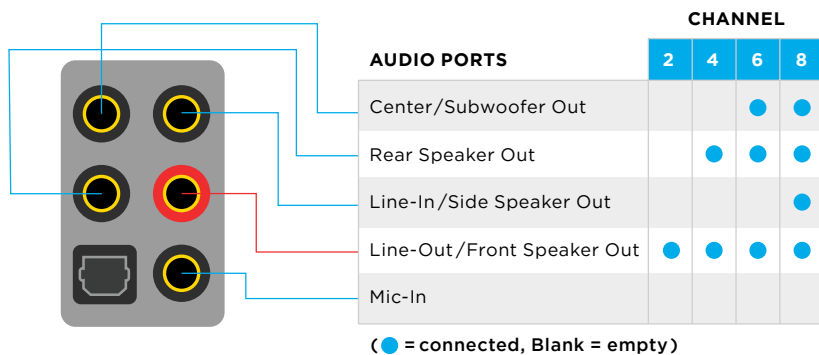 CHANNEL
AUDIO PORTS 2 4 6 8
Center/Subwoofer Out
Rear Speaker Out
Line-In/Side Speaker Out
Line-Out/Front Speaker Out
Mic-In
(● = connected, Blank = empty)